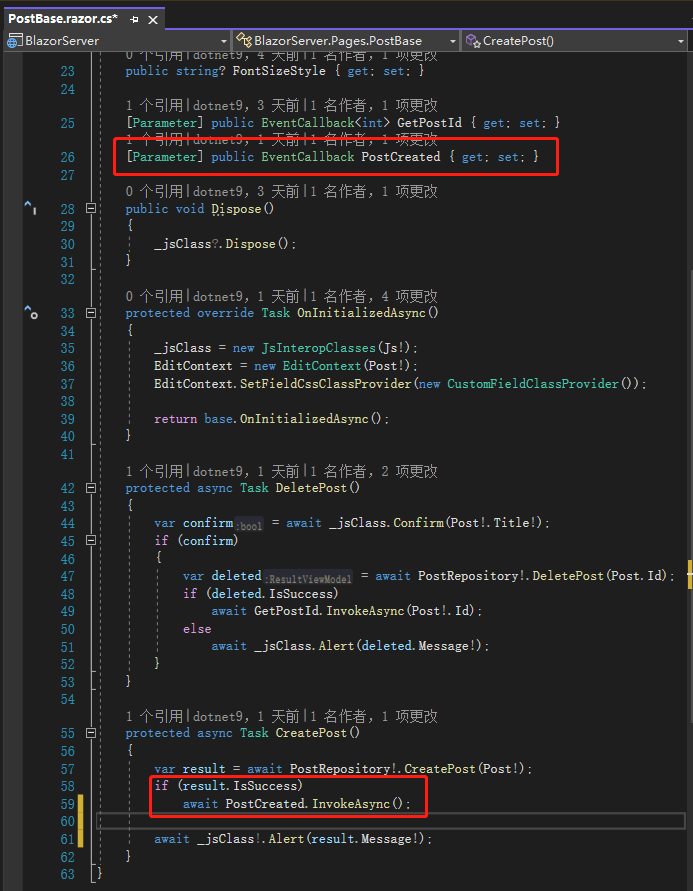 PostBase.razor.cs*
BlazorServer
BlazorServer.Pages.PostBase
CreatePost()
0 个引用|dotnet9，4 天前|1 名作者，1 项更改
23 public string? FontSizeStyle { get; set; }
24
1 个引用|dotnet9，3 天前|1 名作者，1 项更改
25 [Parameter] public EventCallback<int> GetPostId { get; set; }
1 个引用|dotnet9，1 天前|1 名作者，1 项更改
26 [Parameter] public EventCallback PostCreated { get; set; }
27
0 个引用|dotnet9，3 天前|1 名作者，1 项更改
28 public void Dispose()
29 {
30 _jsClass?.Dispose();
31 }
32
0 个引用|dotnet9，1 天前|1 名作者，4 项更改
33 protected override Task OnInitializedAsync()
34 {
35 _jsClass = new JsInteropClasses(Js!);
36 EditContext = new EditContext(Post!);
37 EditContext.SetFieldCssClassProvider(new CustomFieldClassProvider());
38
39 return base.OnInitializedAsync();
40 }
41
1 个引用|dotnet9，1 天前|1 名作者，2 项更改
42 protected async Task DeletePost()
43 {
44 var confirm:bool = await _jsClass.Confirm(Post!.Title!);
45 if (confirm)
46 {
47 var deleted:ResultViewModel = await PostRepository!.DeletePost(Post.Id);
48 if (deleted.IsSuccess)
49 await GetPostId.InvokeAsync(Post!.Id);
50 else
51 await _jsClass.Alert(deleted.Message!);
52 }
53 }
54
1 个引用|dotnet9，1 天前|1 名作者，1 项更改
55 protected async Task CreatePost()
56 {
57 var result = await PostRepository!.CreatePost(Post!);
58 if (result.IsSuccess)
59 await PostCreated.InvokeAsync();
60
61 await _jsClass!.Alert(result.Message!);
62 }
63 }